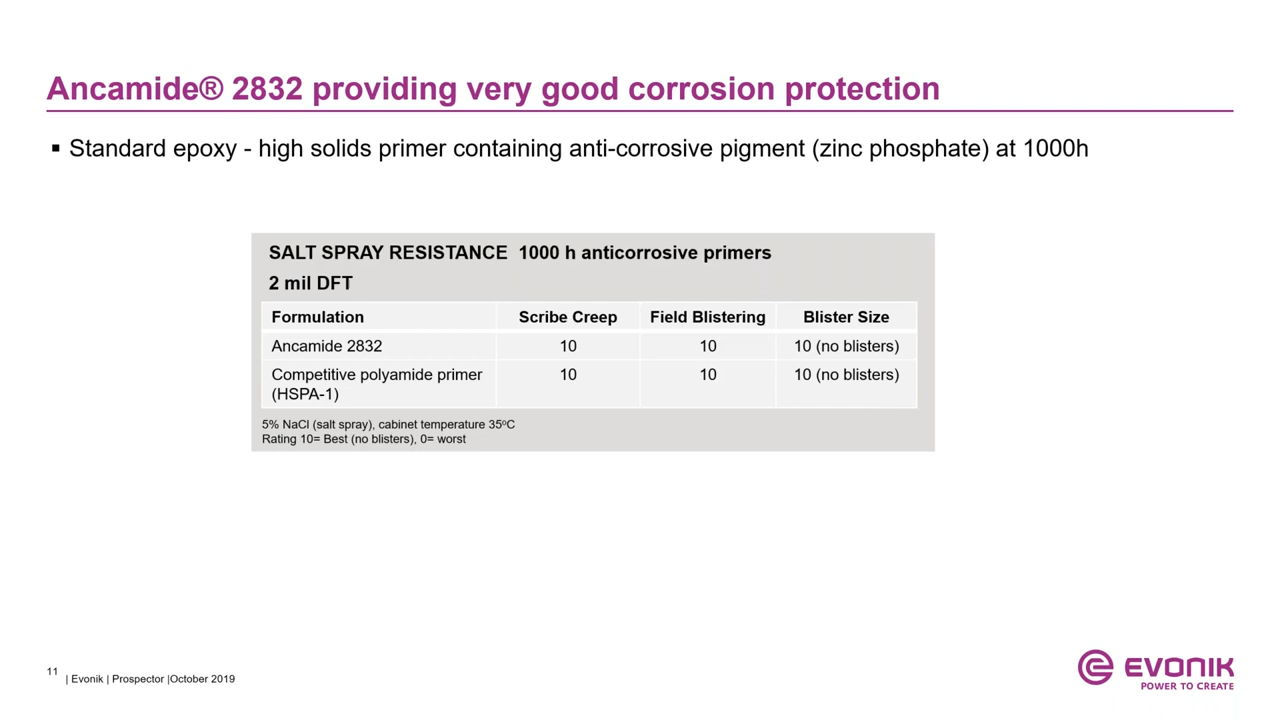 Ancamide® 2832 providing very good corrosion protection
▪ Standard epoxy - high solids primer containing anti-corrosive pigment (zinc phosphate) at 1000h
SALT SPRAY RESISTANCE 1000 h anticorrosive primers
2 mil DFT
Formulation Scribe Creep Field Blistering Blister Size
Ancamide 2832 10 10 10 (no blisters)
Competitive polyamide primer 10 10 10 (no blisters)
(HSPA-1)
5% NaCl (salt spray), cabinet temperature 35ºC
Rating 10= Best (no blisters), 0= worst
11 | Evonik | Prospector |October 2019
EVONIK
POWER TO CREATE